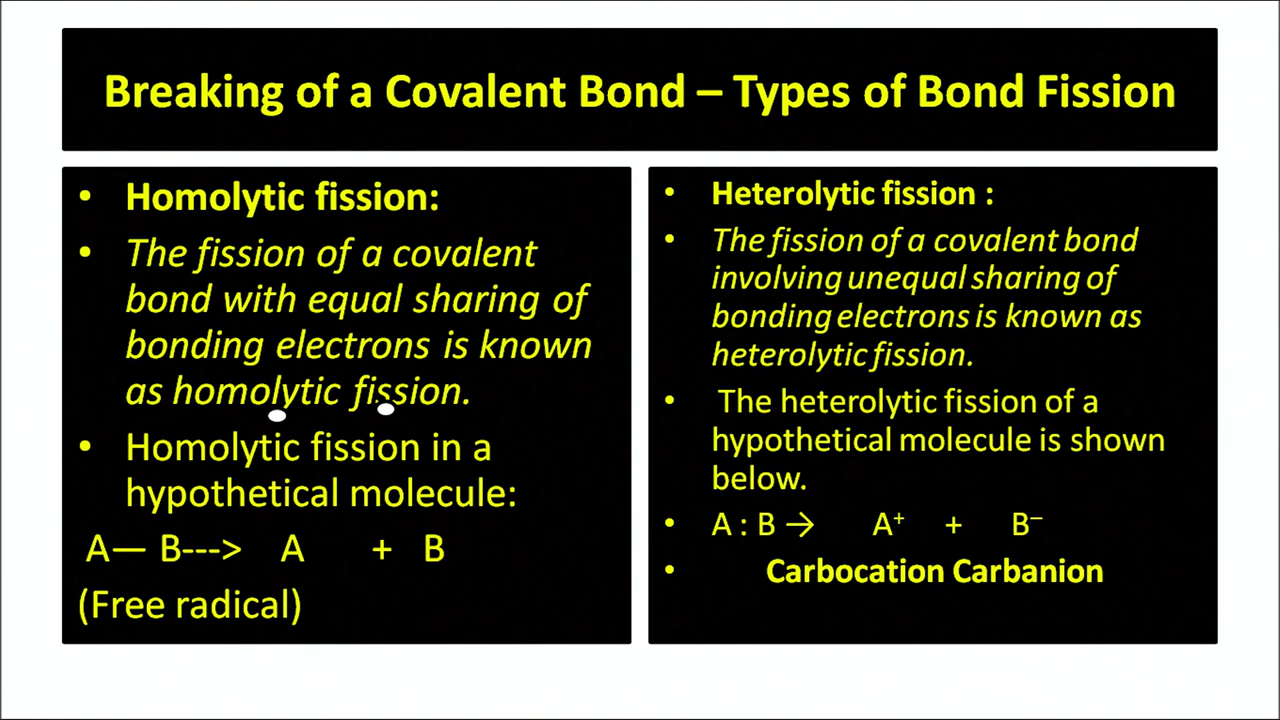 Breaking of a Covalent Bond – Types of Bond Fission
• Homolytic fission:
• The fission of a covalent
bond with equal sharing of
bonding electrons is known
as homolytic fission.
• Homolytic fission in a
hypothetical molecule:
A— B---> A + B
(Free radical)
• Heterolytic fission :
• The fission of a covalent bond
involving unequal sharing of
bonding electrons is known as
heterolytic fission.
• The heterolytic fission of a
hypothetical molecule is shown
below.
• A : B → A⁺ + B⁻
• Carbocation Carbanion